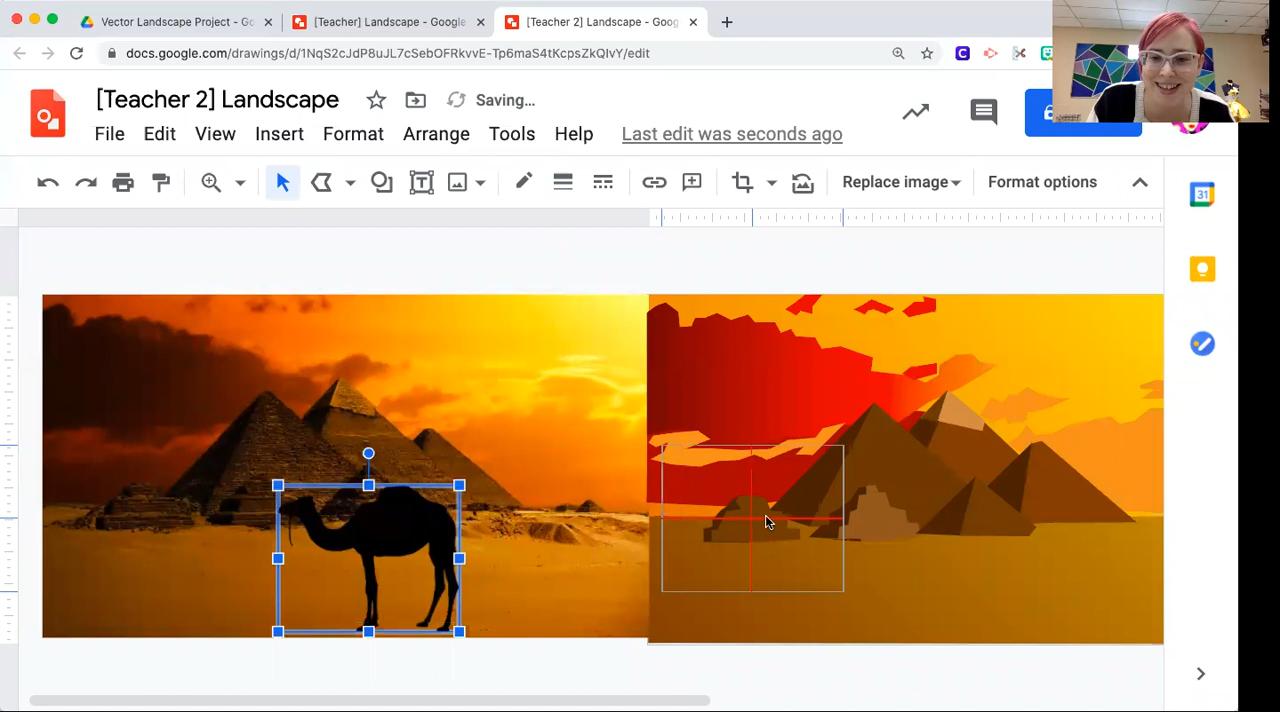 Vector Landscape Project - Go
[Teacher] Landscape - Google
[Teacher 2] Landscape - Goog
docs.google.com/drawings/d/1NqS2cJdP8uJL7cSebOFRkvvE-Tp6maS4tKcpsZkQIvY/edit
[Teacher 2] Landscape
Saving...
File Edit View Insert Format Arrange Tools Help Last edit was seconds ago
Replace image Format options
31